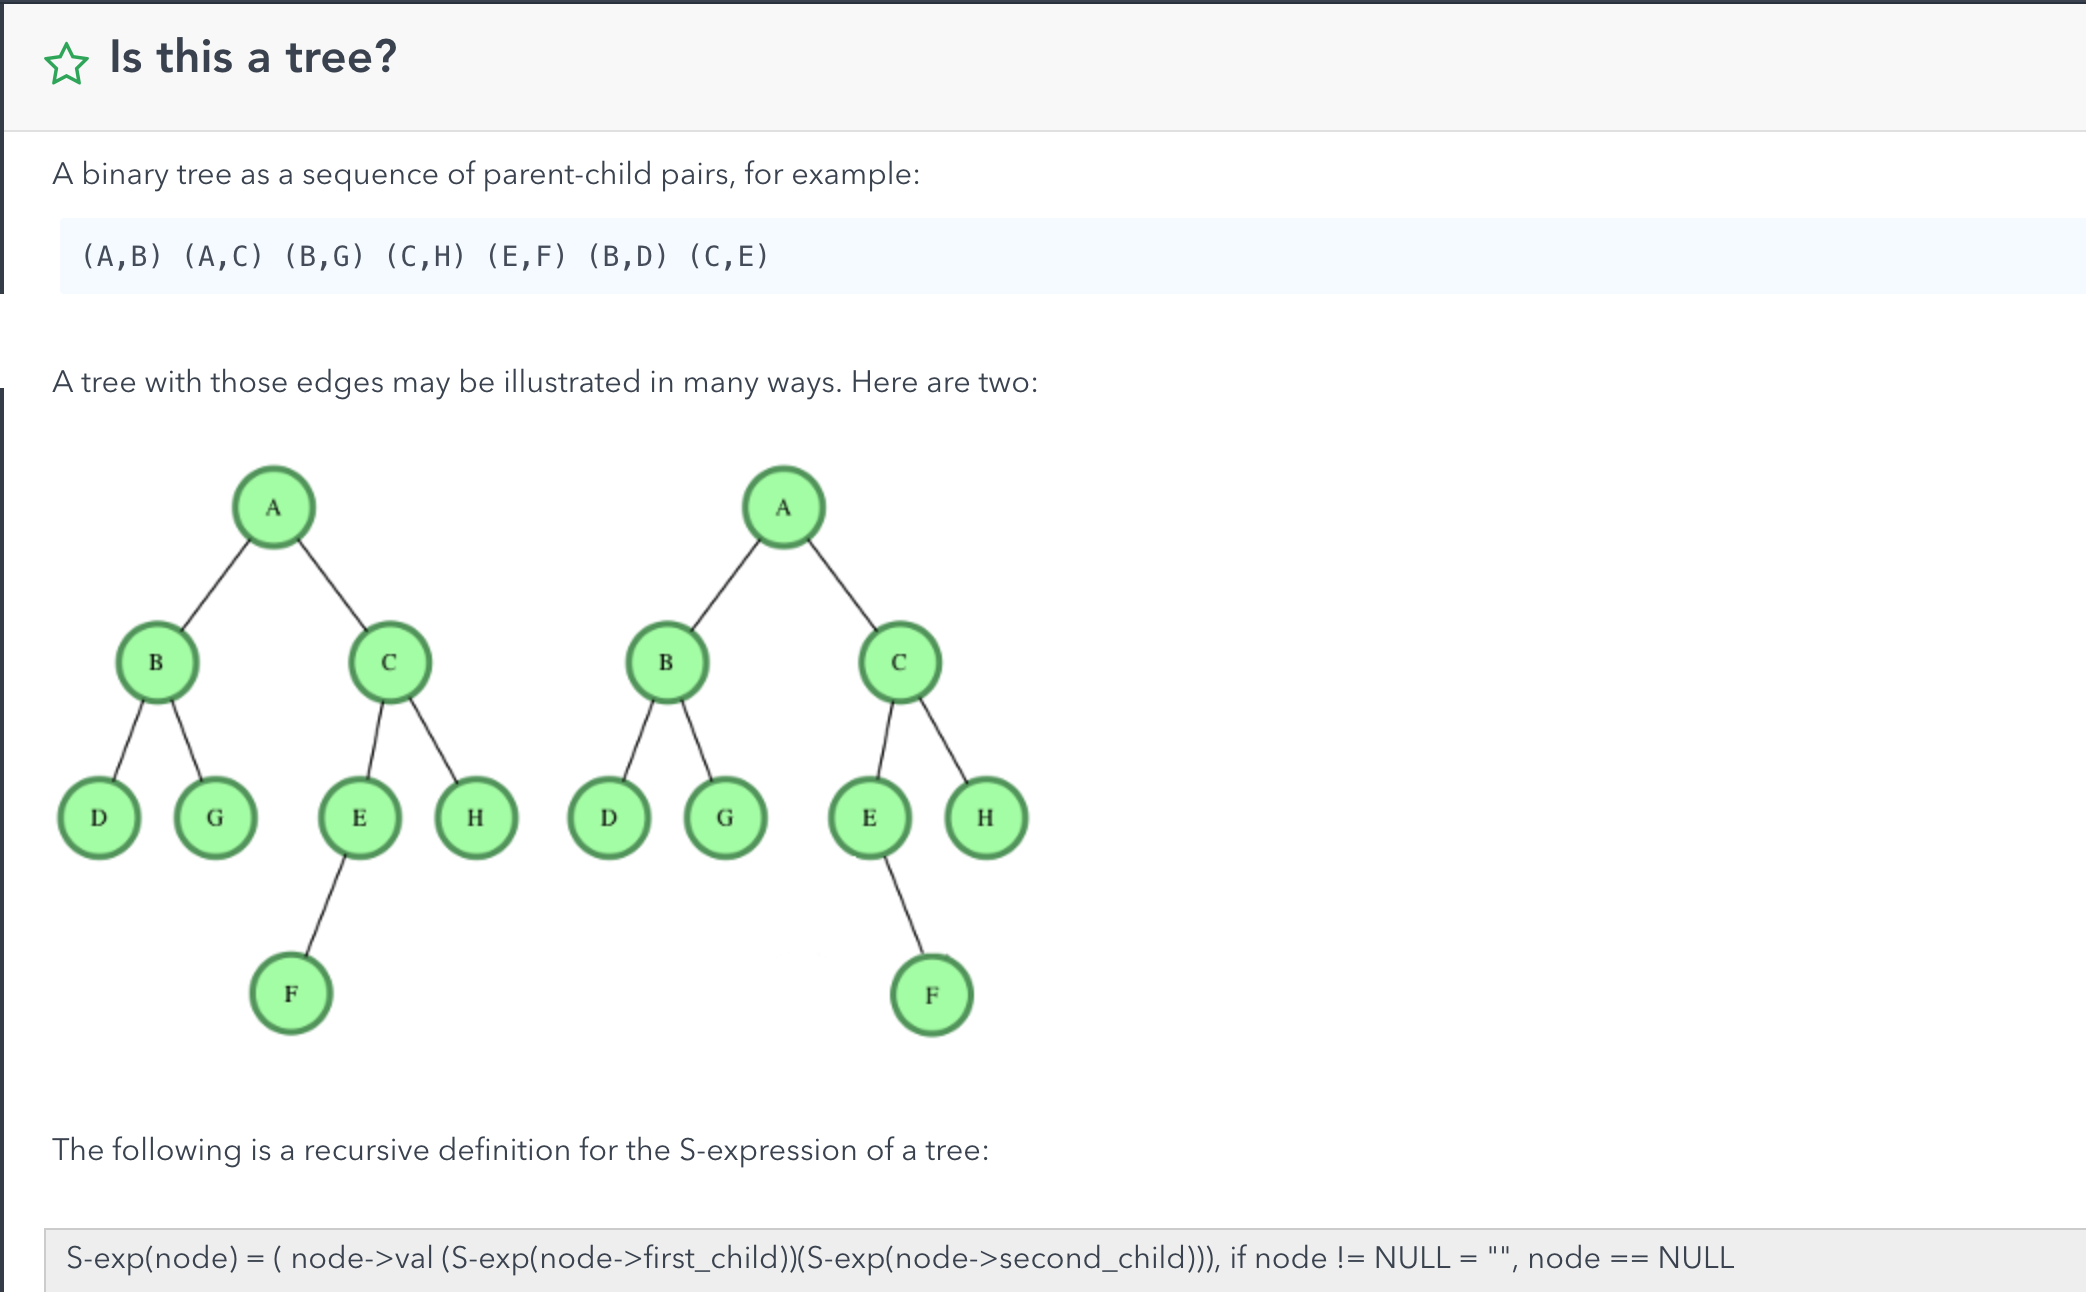 Is this a tree?
A binary tree as a sequence of parent-child pairs, for example:
(A,B) (A,C) (B,G) (C,H) (E,F) (B,D) (C,E)
A tree with those edges may be illustrated in many ways. Here are two:
A A
B C B C
D G E H D G E H
F F
The following is a recursive definition for the S-expression of a tree:
S-exp(node) = ( node->val (S-exp(node->first_child))(S-exp(node->second_child))), if node != NULL = "", node == NULL